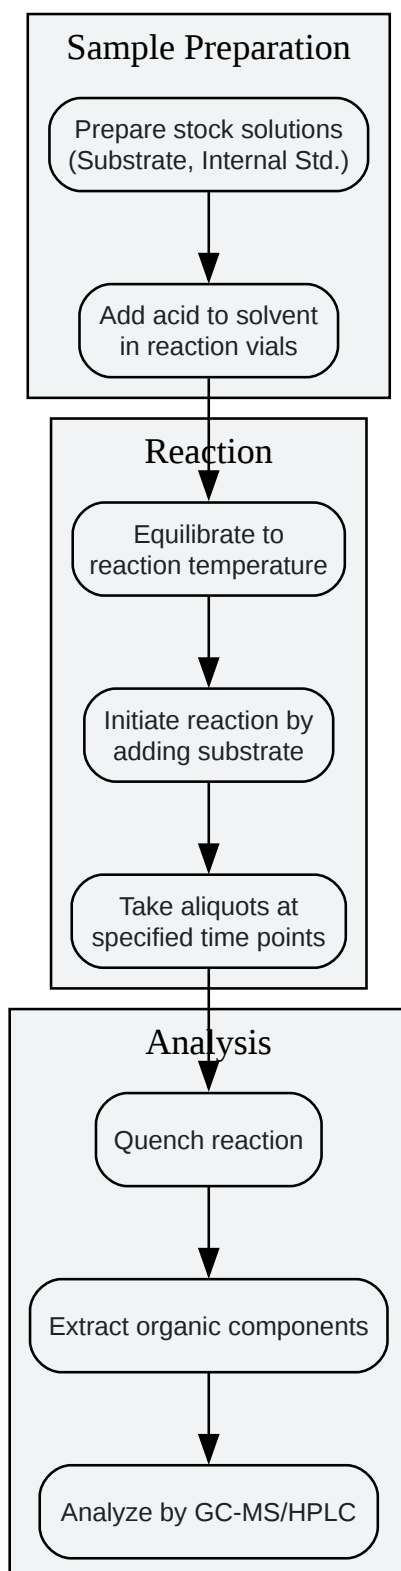 Sample Preparation
Prepare stock solutions
(Substrate, Internal Std.)
Add acid to solvent
in reaction vials
Reaction
Equilibrate to
reaction temperature
Initiate reaction by
adding substrate
Take aliquots at
specified time points
Analysis
Quench reaction
Extract organic components
Analyze by GC-MS/HPLC